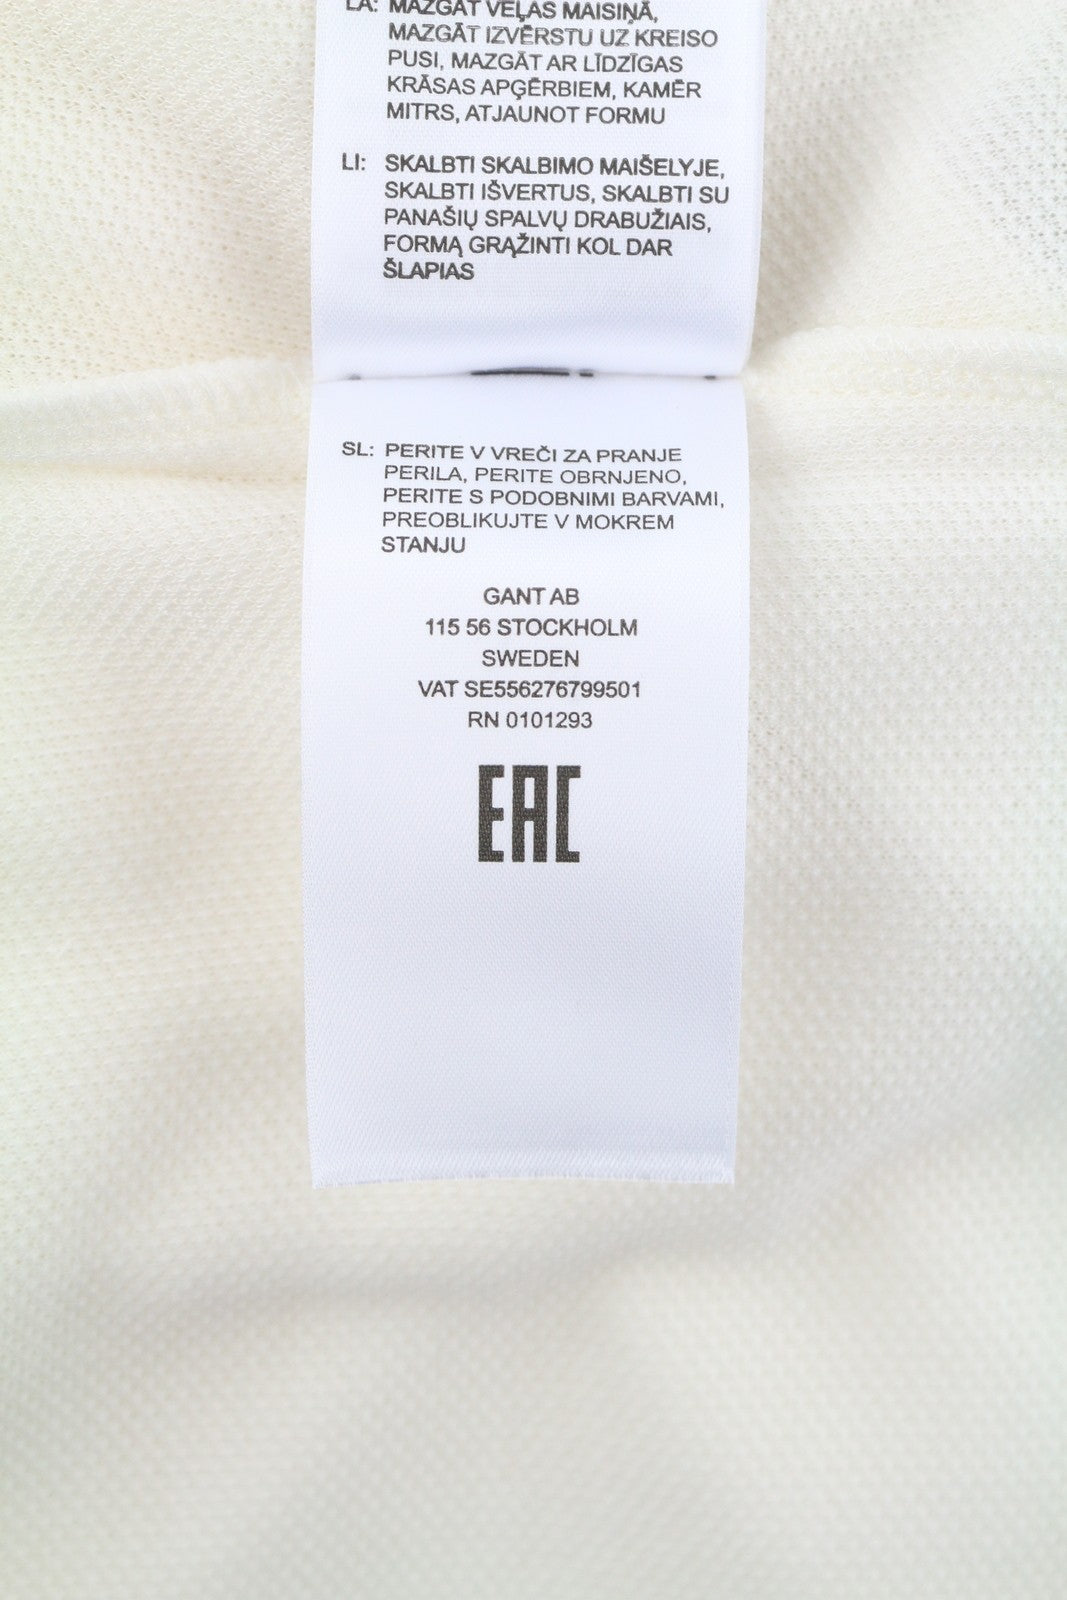 LA: MAZGĀT VEĻAS MAISIŅĀ,
MAZGĀT IZVĒRSTU UZ KREISO
PUSI, MAZGĀT AR LĪDZĪGAS
KRĀSAS APĢĒRBIEM, KAMĒR
MITRS, ATJAUNOT FORMU
LI: SKALBTI SKALBIMO MAIŠELYJE,
SKALBTI IŠVERTUS, SKALBTI SU
PANAŠIŲ SPALVŲ DRABUŽIAIS,
FORMĄ GRĄŽINTI KOL DAR
ŠLAPIAS
SL: PERITE V VREČI ZA PRANJE
PERILA, PERITE OBRNJENO,
PERITE S PODOBNIMI BARVAMI,
PREOBLIKUJTE V MOKREM
STANJU
GANT AB
115 56 STOCKHOLM
SWEDEN
VAT SE556276799501
RN 0101293
EAC